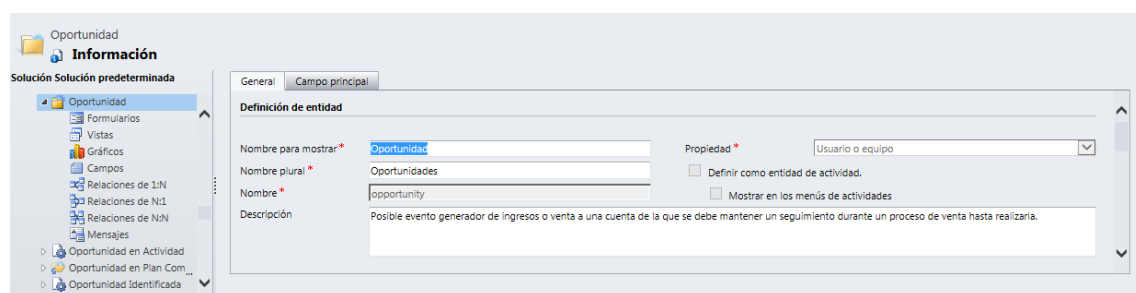 Oportunidad
Información
Solución Solución predeterminada
Oportunidad
Formularios
Vistas
Gráficos
Campos
Relaciones de 1:N
Relaciones de N:1
Relaciones de N:N
Mensajes
Oportunidad en Actividad
Oportunidad en Plan Com...
Oportunidad Identificada
General Campo principal
Definición de entidad
Nombre para mostrar * Oportunidad Propiedad * Usuario o equipo
Nombre plural * Oportunidades Definir como entidad de actividad.
Nombre * opportunity Mostrar en los menús de actividades
Descripción Posible evento generador de ingresos o venta a una cuenta de la que se debe mantener un seguimiento durante un proceso de venta hasta realizarla.